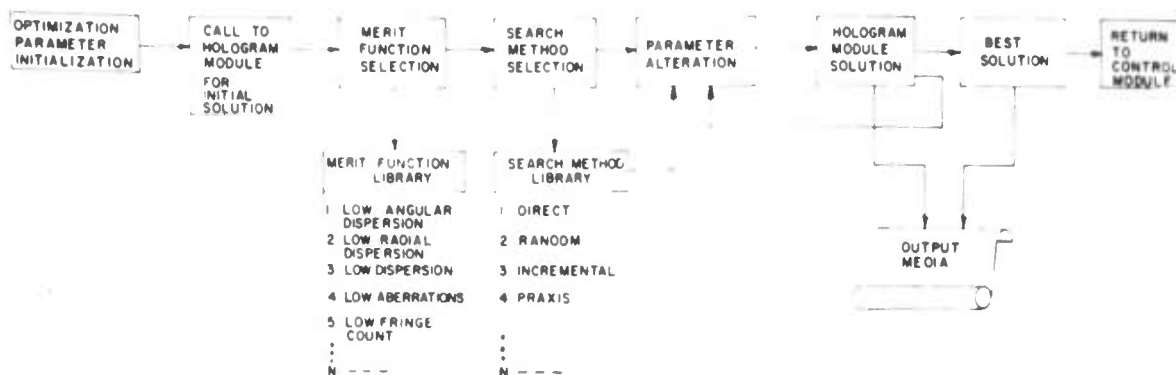 OPTIMIZATION
PARAMETER
INITIALIZATION
CALL TO
HOLOGRAM
MODULE
FOR
INITIAL
SOLUTION
MERIT
FUNCTION
SELECTION
SEARCH
METHOD
SELECTION
PARAMETER
ALTERATION
HOLOGRAM
MODULE
SOLUTION
BEST
SOLUTION
RETURN
TO
CONTROL
MODULE
MERIT FUNCTION
LIBRARY
1 LOW ANGULAR
DISPERSION
2 LOW RADIAL
DISPERSION
3 LOW DISPERSION
4 LOW ABERRATIONS
5 LOW FRINGE
COUNT
N ---
SEARCH METHOD
LIBRARY
1 DIRECT
2 RANDOM
3 INCREMENTAL
4 PRAXIS
N ---
OUTPUT
MEDIA